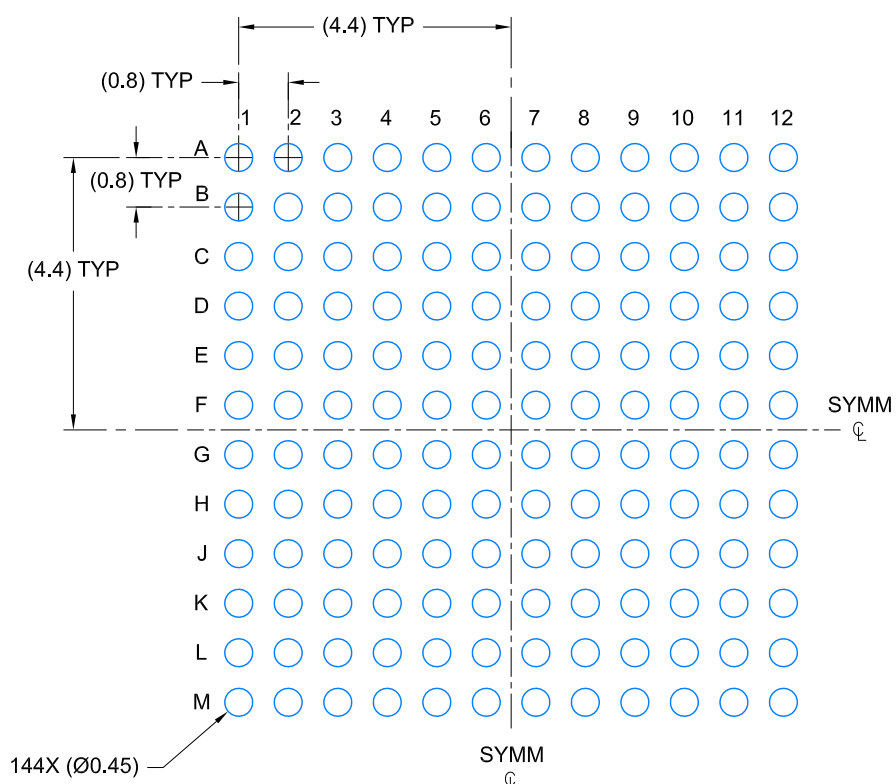 (4.4) TYP
(0.8) TYP
1 2 3 4 5 6 7 8 9 10 11 12
A
(0.8) TYP
B
C
(4.4) TYP
D
E
F
SYMM
℄
G
H
J
K
L
M
144X (Ø0.45)
SYMM
℄